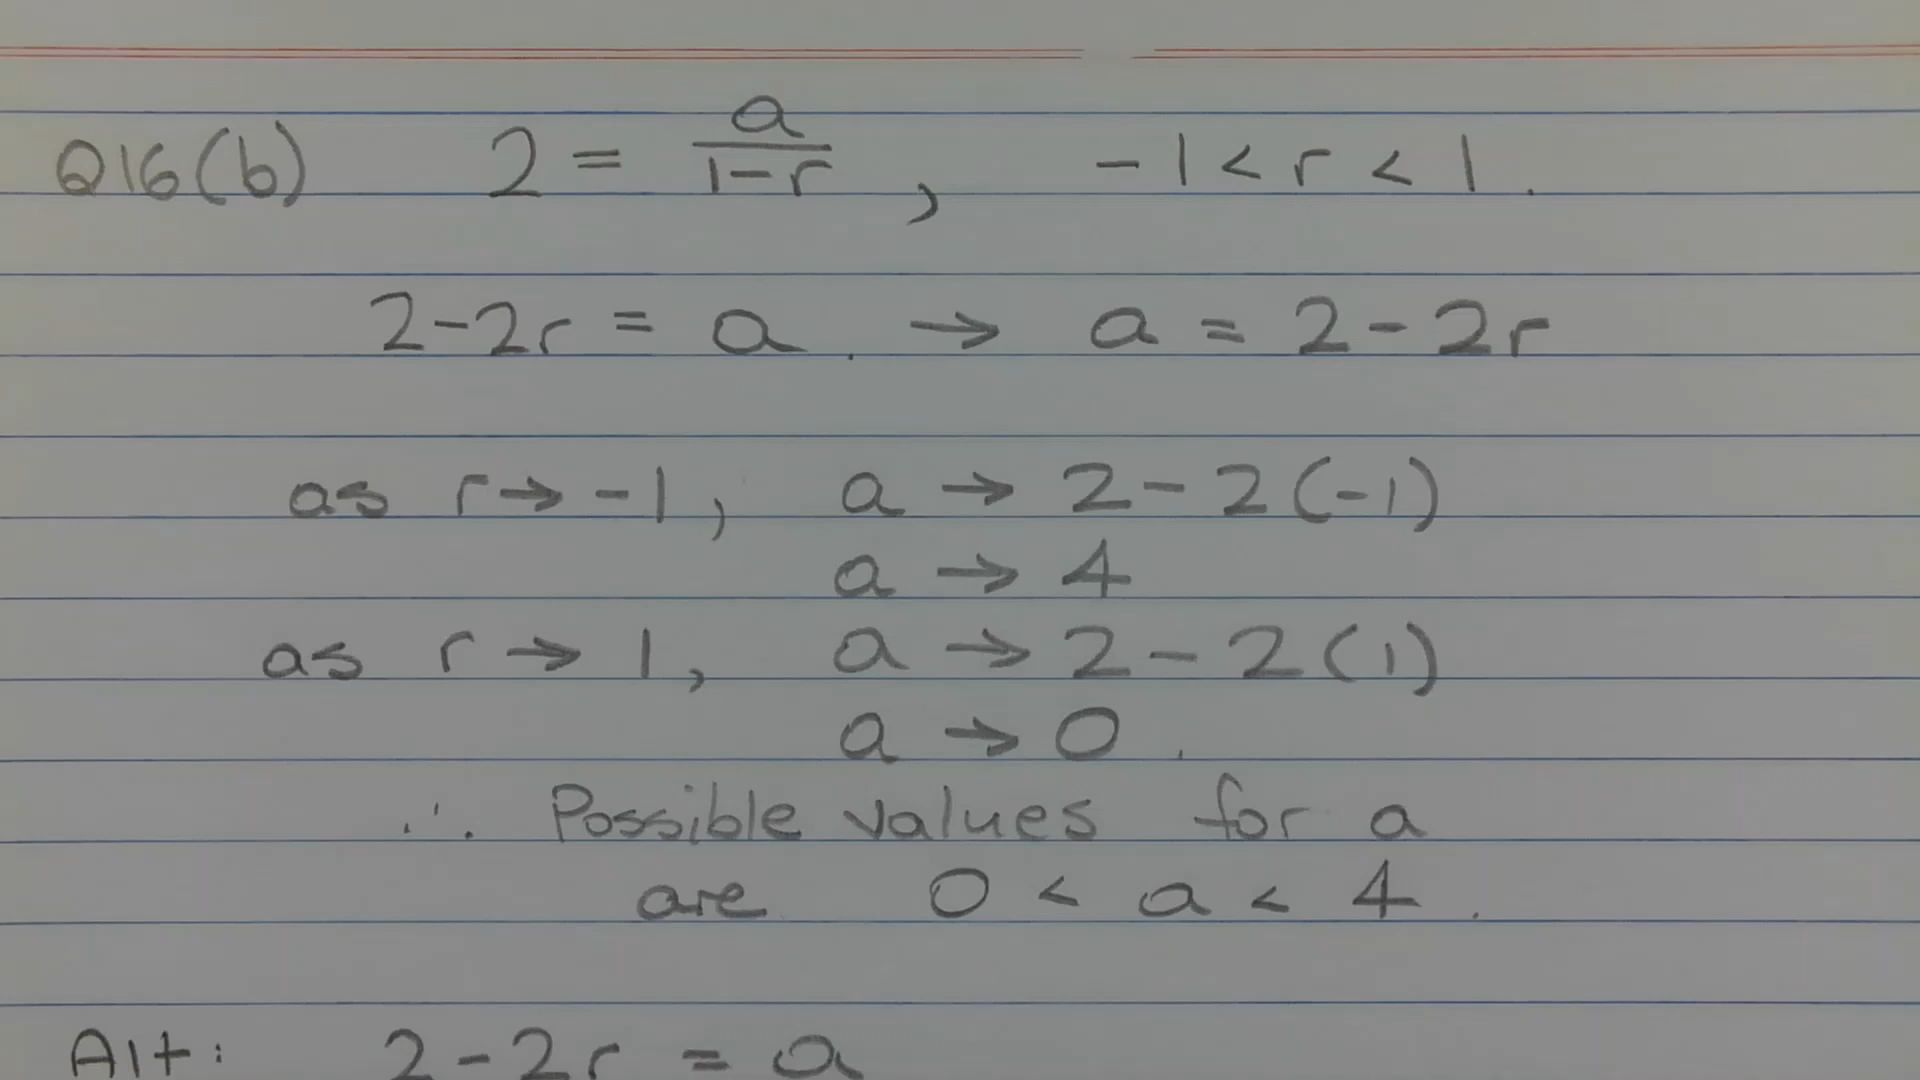 Q16(b) 2 = a/(1-r) , -1 < r < 1.
2-2r = a. → a = 2-2r
as r → -1, a → 2-2(-1)
a → 4
as r → 1, a → 2-2(1)
a → 0.
∴ Possible values for a
are 0 < a < 4.
Alt: 2-2r = a